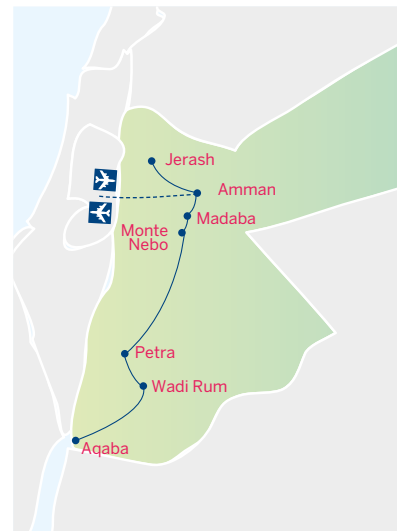 Jerash
Amman
Madaba
Monte
Nebo
Petra
Wadi Rum
Aqaba